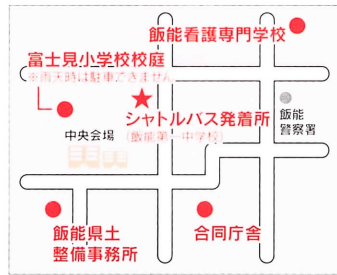 飯能看護専門学校
富士見小学校校庭
※雨天時は駐車できません
シャトルバス発着所
(飯能第一中学校)
飯能
警察署
中央会場
飯能県土
整備事務所
合同庁舎